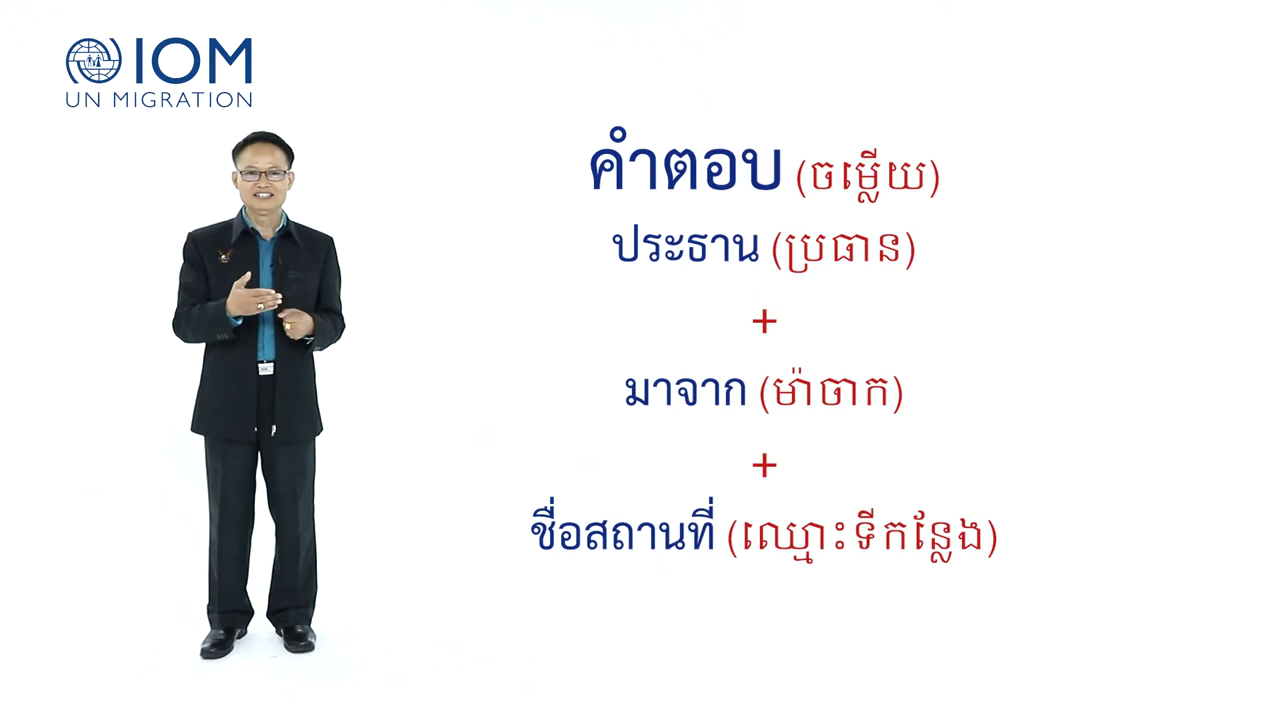 IOM
UN MIGRATION
คำตอบ (ចម្លើយ)
ประธาน (ប្រធាន)
+
มาจาก (ម៉ាចាក)
+
ชื่อสถานที่ (ឈ្មោះទីកន្លែង)